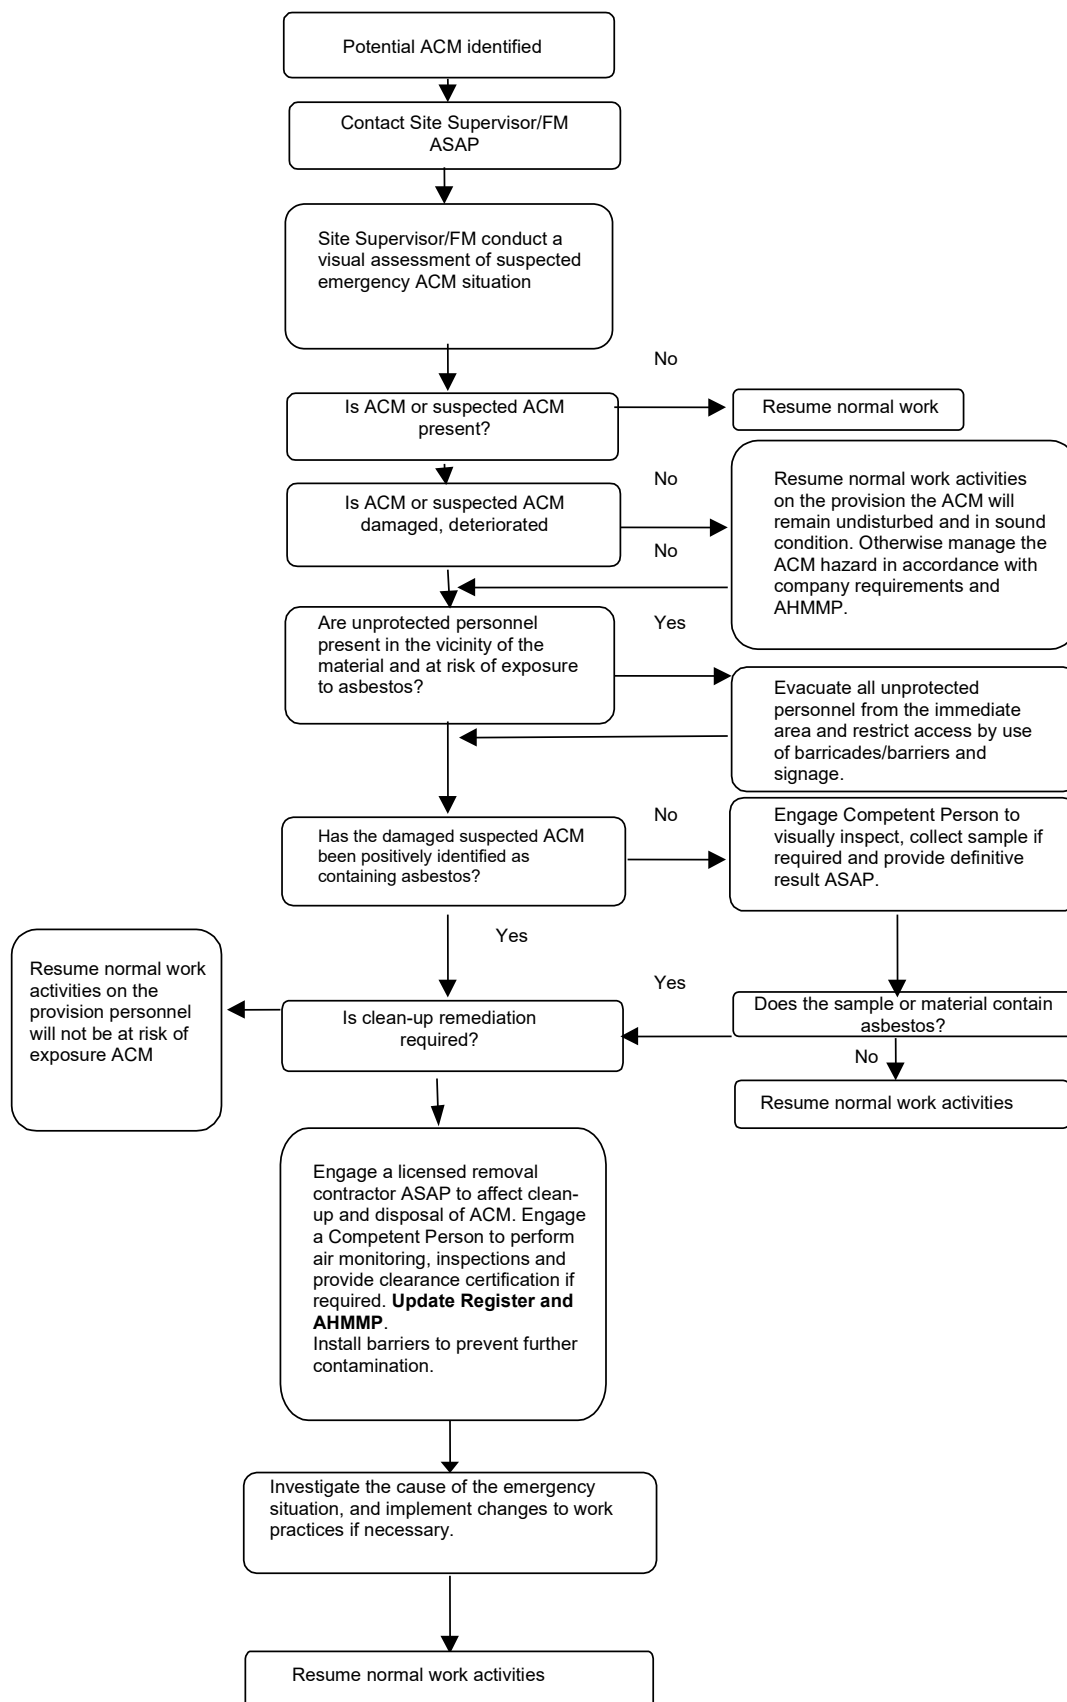 Potential ACM identified
Contact Site Supervisor/FM
ASAP
Site Supervisor/FM conduct a
visual assessment of suspected
emergency ACM situation
No
Is ACM or suspected ACM
present?
Resume normal work
No
Is ACM or suspected ACM
damaged, deteriorated
Resume normal work activities
on the provision the ACM will
remain undisturbed and in sound
condition. Otherwise manage the
ACM hazard in accordance with
company requirements and
AHMMP.
No
Are unprotected personnel
present in the vicinity of the
material and at risk of exposure
to asbestos?
Yes
Evacuate all unprotected
personnel from the immediate
area and restrict access by use
of barricades/barriers and
signage.
Has the damaged suspected ACM
been positively identified as
containing asbestos?
No
Engage Competent Person to
visually inspect, collect sample if
required and provide definitive
result ASAP.
Yes
Resume normal work
activities on the
provision personnel
will not be at risk of
exposure ACM
Is clean-up remediation
required?
Yes
Does the sample or material contain
asbestos?
No
Resume normal work activities
Engage a licensed removal
contractor ASAP to affect clean-
up and disposal of ACM. Engage
a Competent Person to perform
air monitoring, inspections and
provide clearance certification if
required. Update Register and
AHMMP.
Install barriers to prevent further
contamination.
Investigate the cause of the emergency
situation, and implement changes to work
practices if necessary.
Resume normal work activities